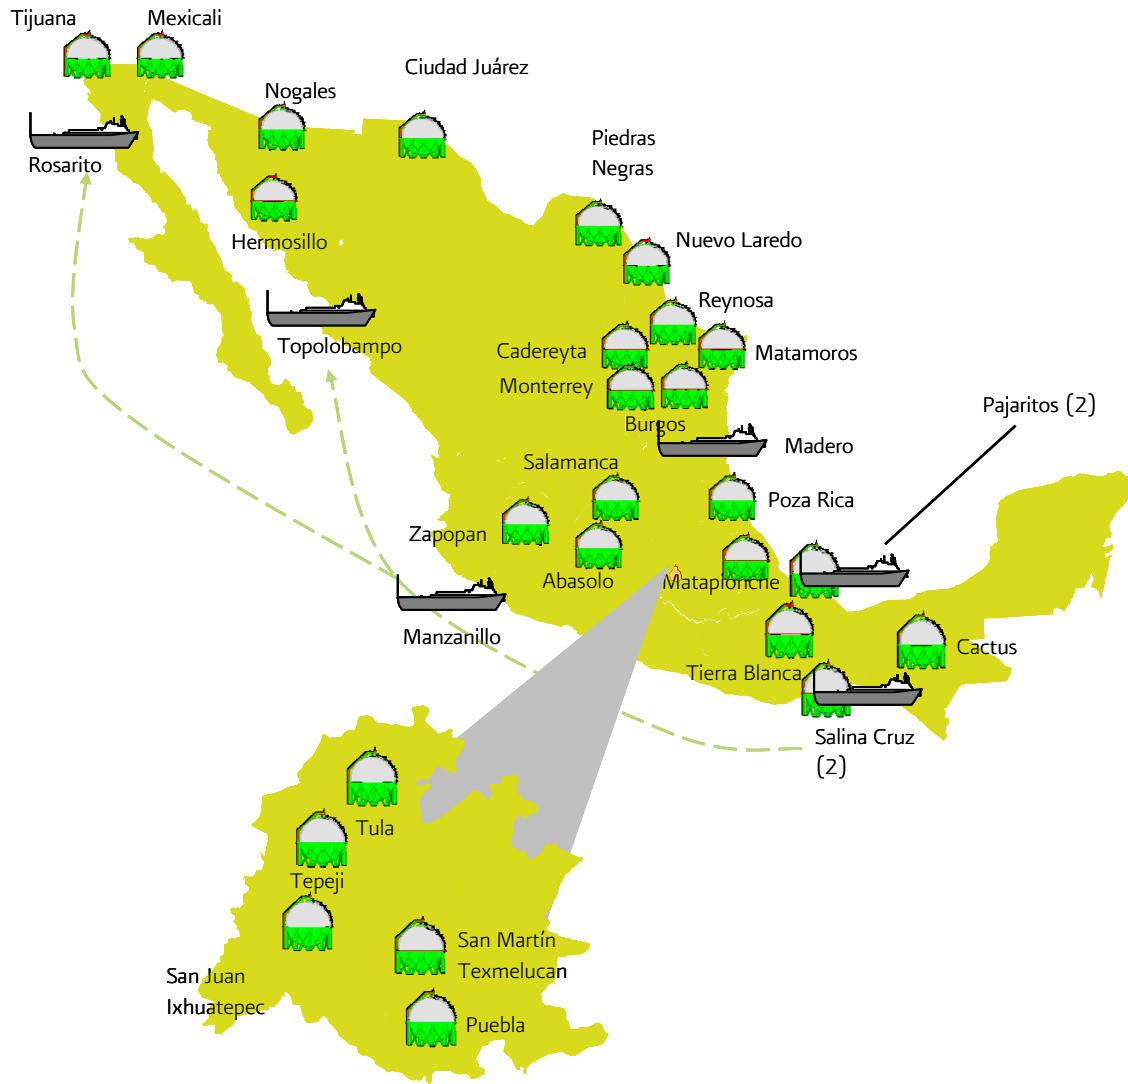 Tijuana
Mexicali
Ciudad Juárez
Nogales
Piedras
Negras
Rosarito
Hermosillo
Nuevo Laredo
Reynosa
Topolobampo
Cadereyta
Matamoros
Monterrey
Pajaritos (2)
Burgos
Madero
Salamanca
Poza Rica
Zapopan
Abasolo
Matapionche
Manzanillo
Cactus
Tierra Blanca
Salina Cruz
(2)
Tula
Tepeji
San Martín
Texmelucan
San Juan
Ixhuatepec
Puebla